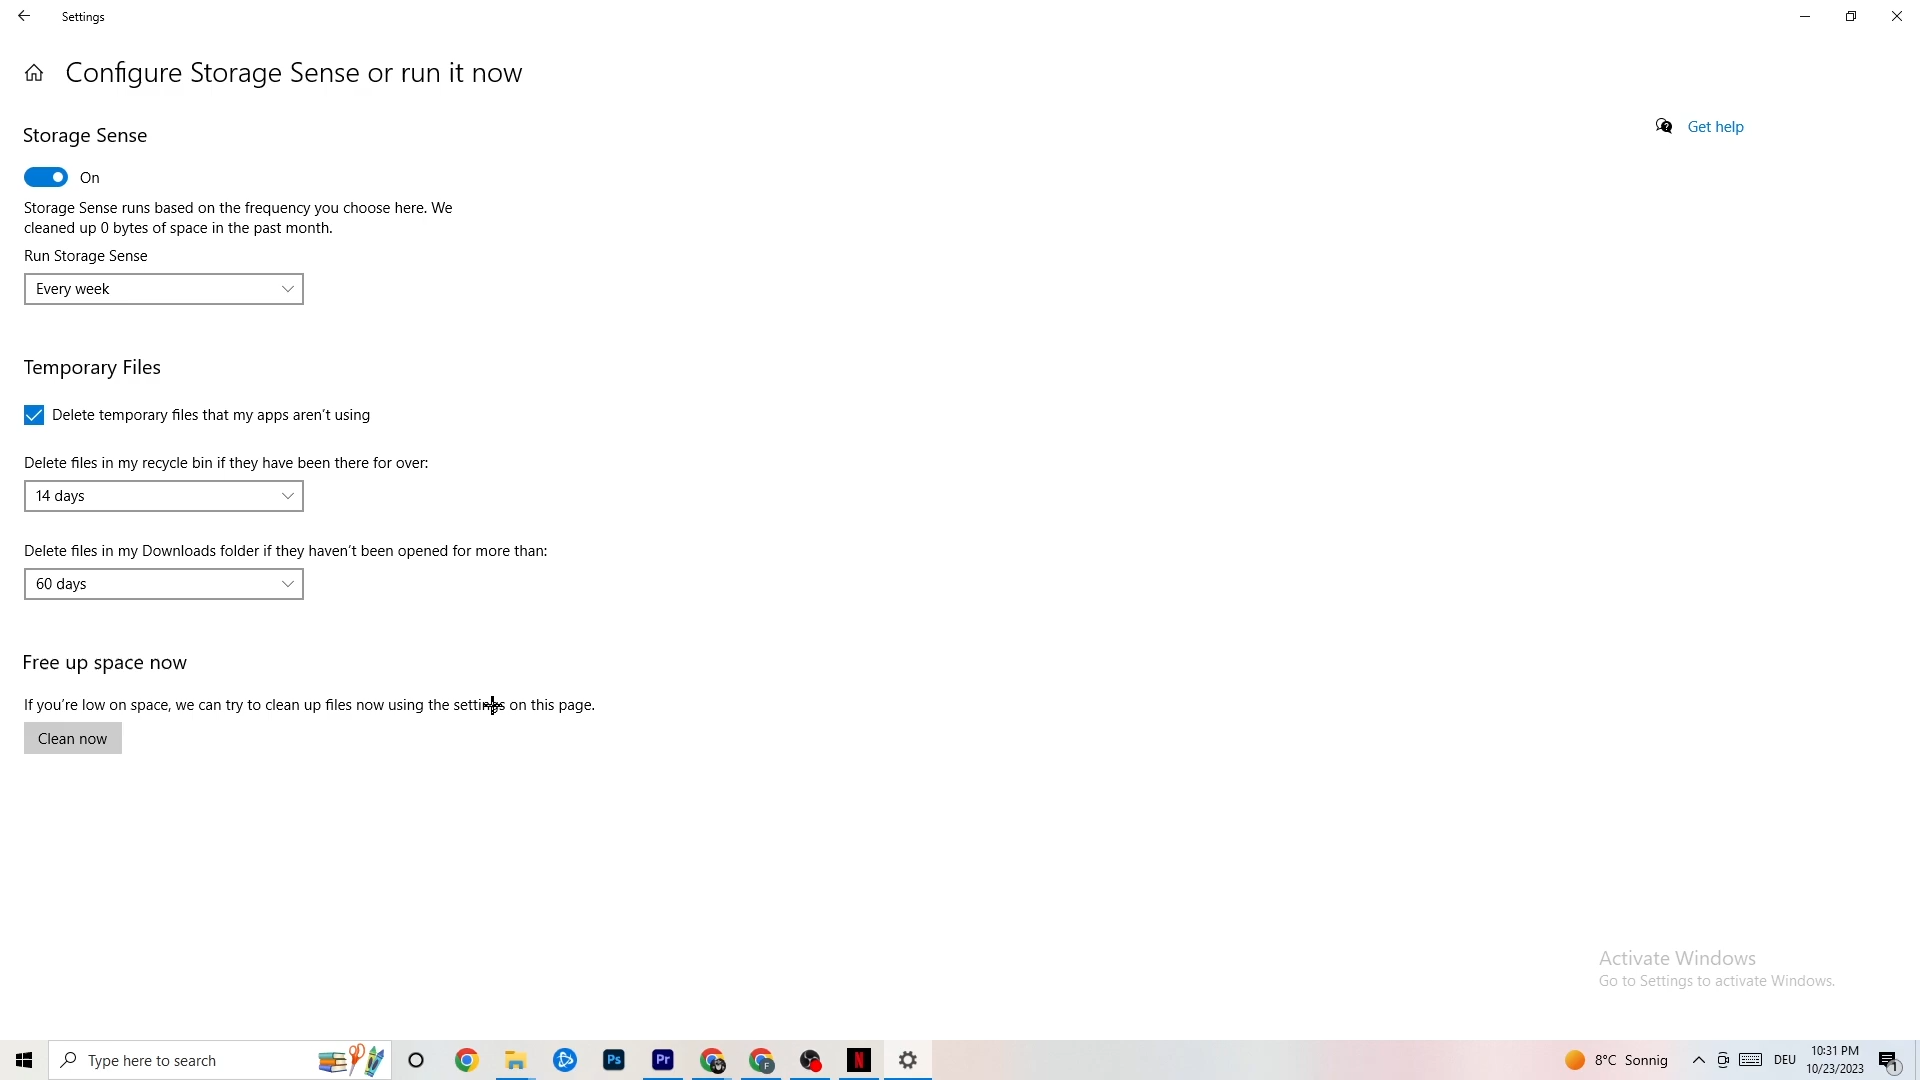 Settings
Configure Storage Sense or run it now
Storage Sense
Get help
On
Storage Sense runs based on the frequency you choose here. We
cleaned up 0 bytes of space in the past month.
Run Storage Sense
Every week
Temporary Files
Delete temporary files that my apps aren't using
Delete files in my recycle bin if they have been there for over:
14 days
Delete files in my Downloads folder if they haven't been opened for more than:
60 days
Free up space now
If you're low on space, we can try to clean up files now using the settings on this page.
Clean now
Activate Windows
Go to Settings to activate Windows.
Type here to search
Ps
Pr
F
N
8°C Sonnig
DEU
10:31 PM
10/23/2023
1